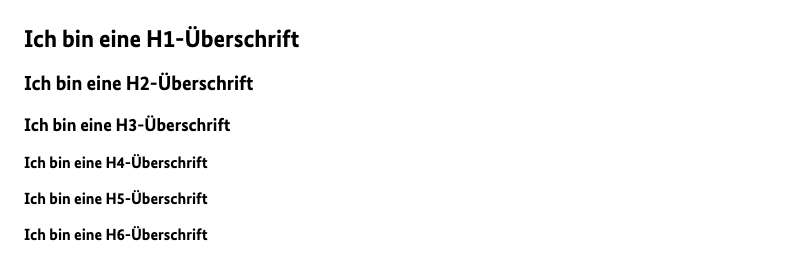 Ich bin eine H1-Überschrift
Ich bin eine H2-Überschrift
Ich bin eine H3-Überschrift
Ich bin eine H4-Überschrift
Ich bin eine H5-Überschrift
Ich bin eine H6-Überschrift